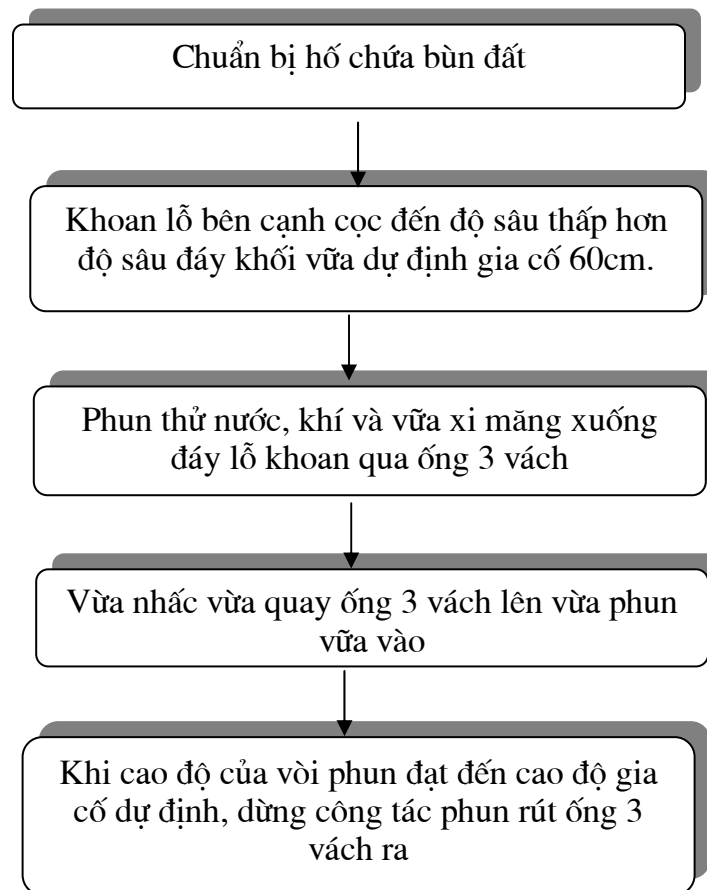 Chuẩn bị hố chứa bùn đất
Khoan lỗ bên cạnh cọc đến độ sâu thấp hơn
độ sâu đáy khối vữa dự định gia cố 60cm.
Phun thử nước, khí và vữa xi măng xuống
đáy lỗ khoan qua ống 3 vách
Vừa nhấc vừa quay ống 3 vách lên vừa phun
vữa vào
Khi cao độ của vòi phun đạt đến cao độ gia
cố dự định, dừng công tác phun rút ống 3
vách ra